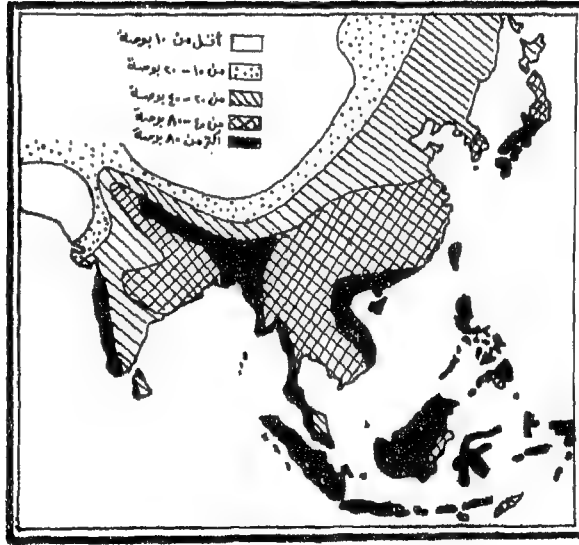 أقل من ١٠ بوصة
من ١٠ – ٢٠ بوصة
من ٢٠ – ٤٠ بوصة
من ٤٠ – ٨٠ بوصة
أكثر من ٨٠ بوصة